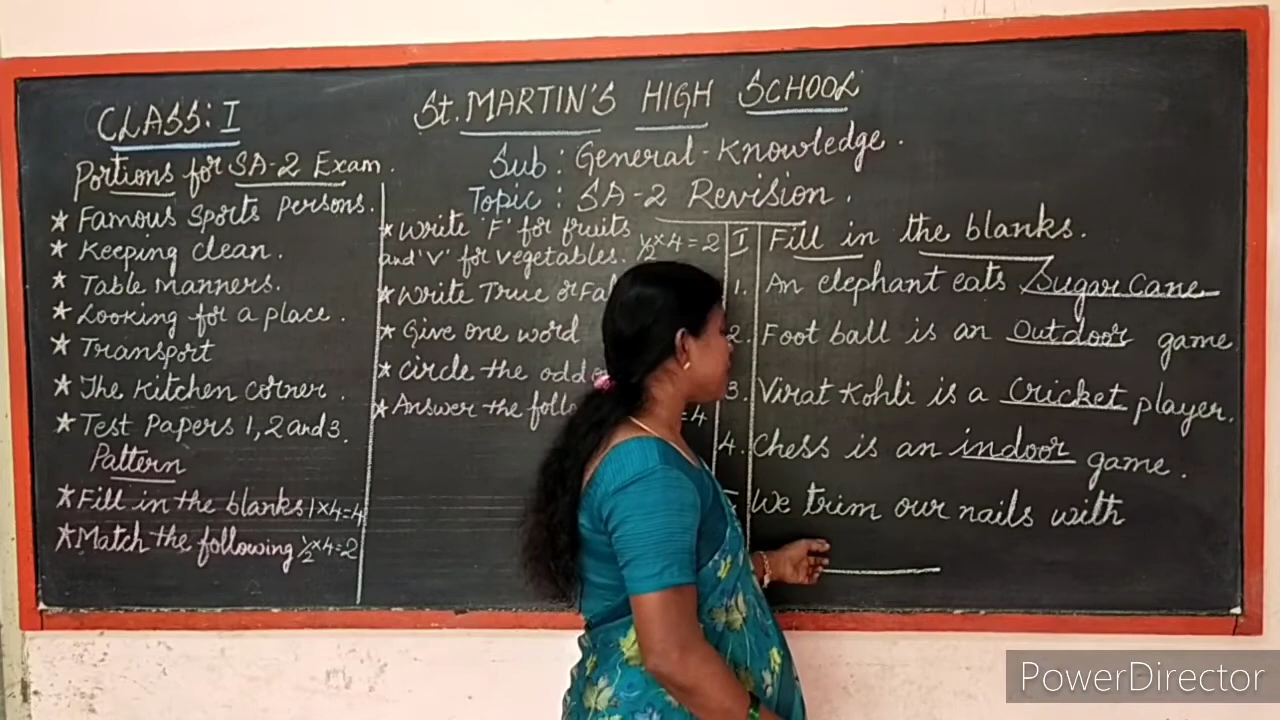 CLASS: I
St. MARTIN'S HIGH SCHOOL
Sub : General-Knowledge.
Topic : SA-2 Revision.
Portions for SA-2 Exam.
* Famous Sports Persons.
* Keeping clean.
* Table manners.
* Looking for a place.
* Transport
* The Kitchen corner.
* Test Papers 1, 2 and 3.
Pattern
* Fill in the blanks 1×4=4
* Match the following ½×4=2
* Write 'F' for fruits
and 'V' for vegetables. ½×4=2
* Write True or
* Give one word
* circle the odd
* Answer the =4
I Fill in the blanks.
1. An elephant eats Sugar Cane
2. Foot ball is an outdoor game
3. Virat Kohli is a cricket player.
4. Chess is an indoor game.
We trim our nails with
PowerDirector